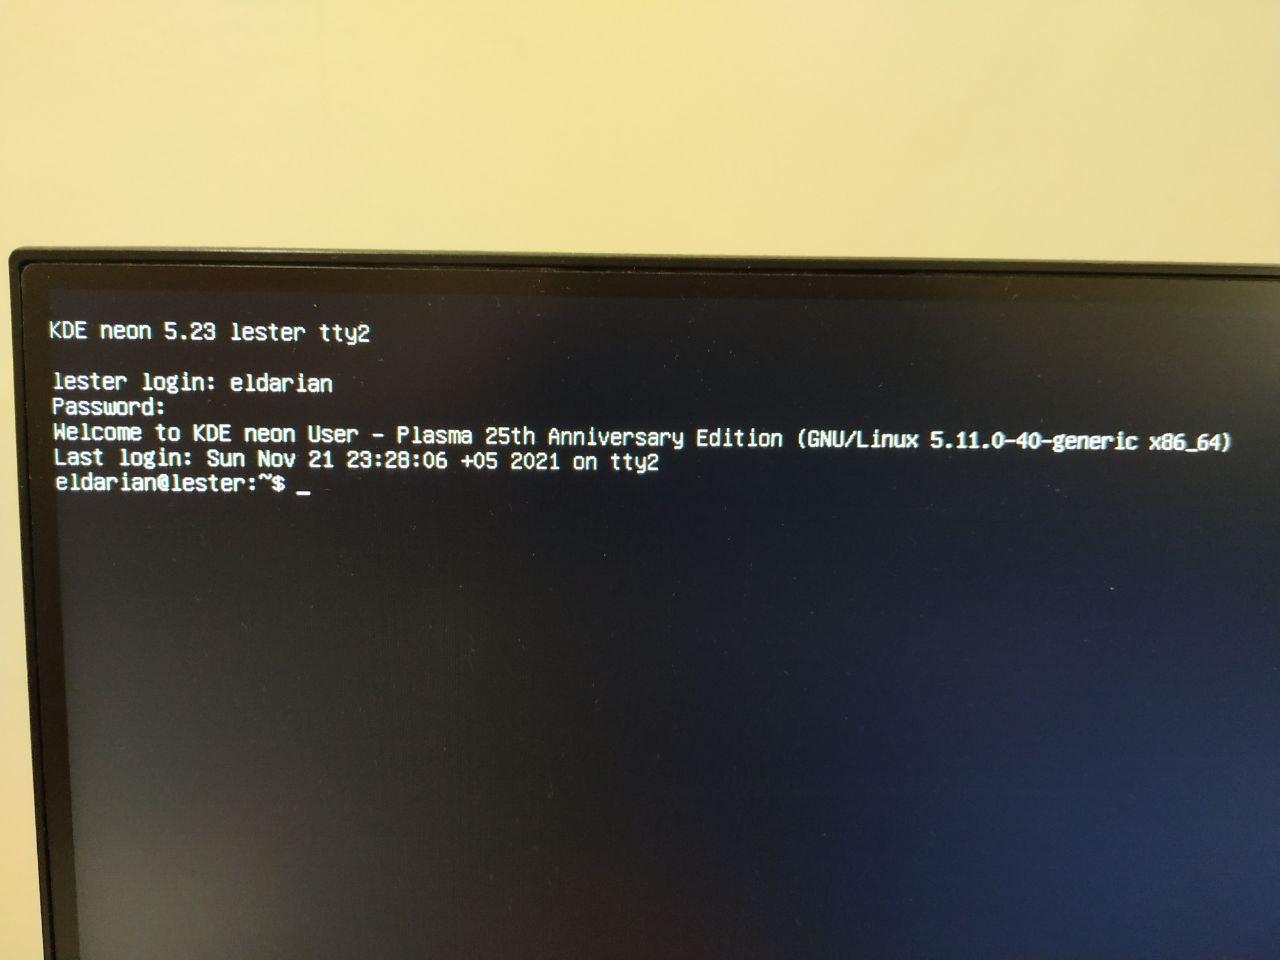 KDE neon 5.23 lester tty2
lester login: eldarian
Password:
Welcome to KDE neon User - Plasma 25th Anniversary Edition (GNU/Linux 5.11.0-40-generic x86_64)
Last login: Sun Nov 21 23:28:06 +05 2021 on tty2
eldarian@lester:~$ _